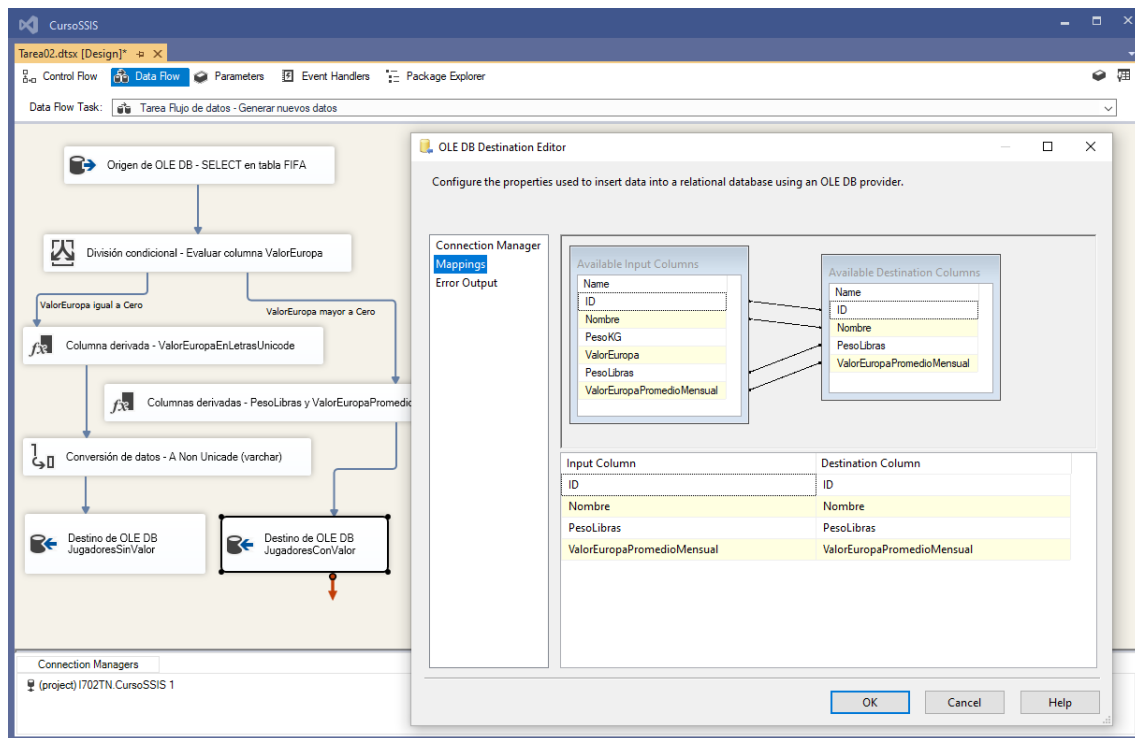 CursoSSIS
Tarea02.dtsx [Design]*
Control Flow Data Flow Parameters Event Handlers Package Explorer
Data Flow Task: Tarea Flujo de datos - Generar nuevos datos
Origen de OLE DB - SELECT en tabla FIFA
División condicional - Evaluar columna ValorEuropa
ValorEuropa igual a Cero
ValorEuropa mayor a Cero
Columna derivada - ValorEuropaEnLetrasUnicode
Columnas derivadas - PesoLibras y ValorEuropaPromedic
Conversión de datos - A Non Unicade (varchar)
Destino de OLE DB
JugadoresSinValor
Destino de OLE DB
JugadoresConValor
Connection Managers
(project) I702TN.CursoSSIS 1
OLE DB Destination Editor
Configure the properties used to insert data into a relational database using an OLE DB provider.
Connection Manager
Mappings
Error Output
Available Input Columns
Name
ID
Nombre
PesoKG
ValorEuropa
PesoLibras
ValorEuropaPromedioMensual
Available Destination Columns
Name
ID
Nombre
PesoLibras
ValorEuropaPromedioMensual
Input Column Destination Column
ID ID
Nombre Nombre
PesoLibras PesoLibras
ValorEuropaPromedioMensual ValorEuropaPromedioMensual
OK Cancel Help